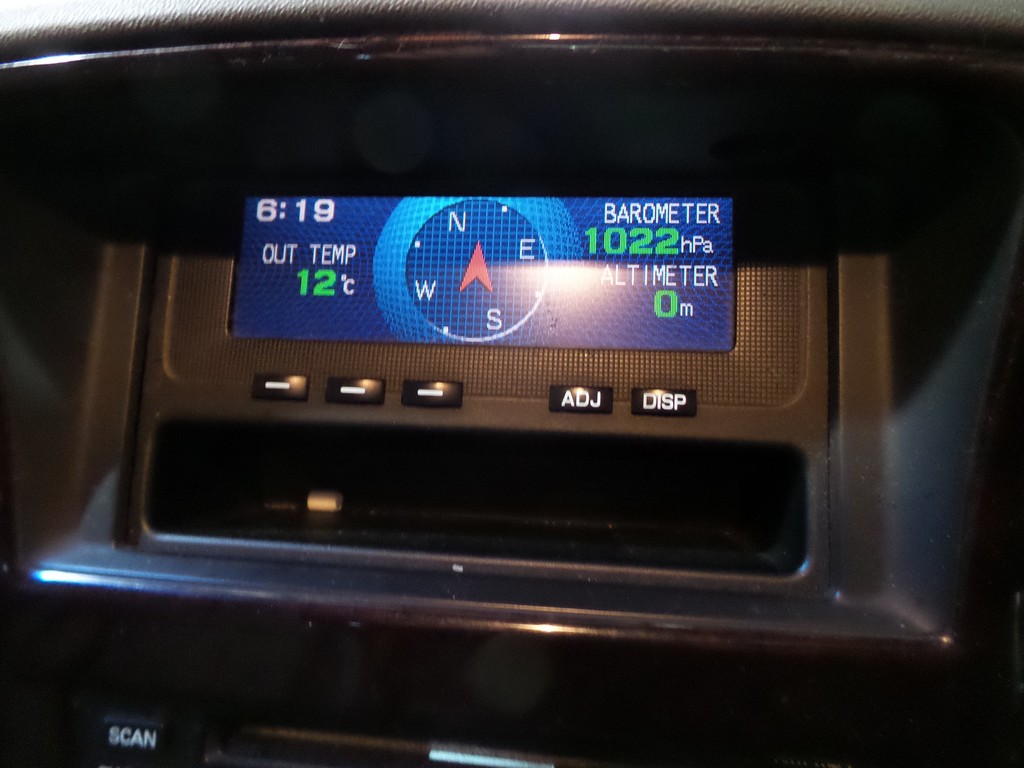 6:19
OUT TEMP
12°C
N
E
W
S
BAROMETER
1022hPa
ALTIMETER
0m
ADJ
DISP
SCAN